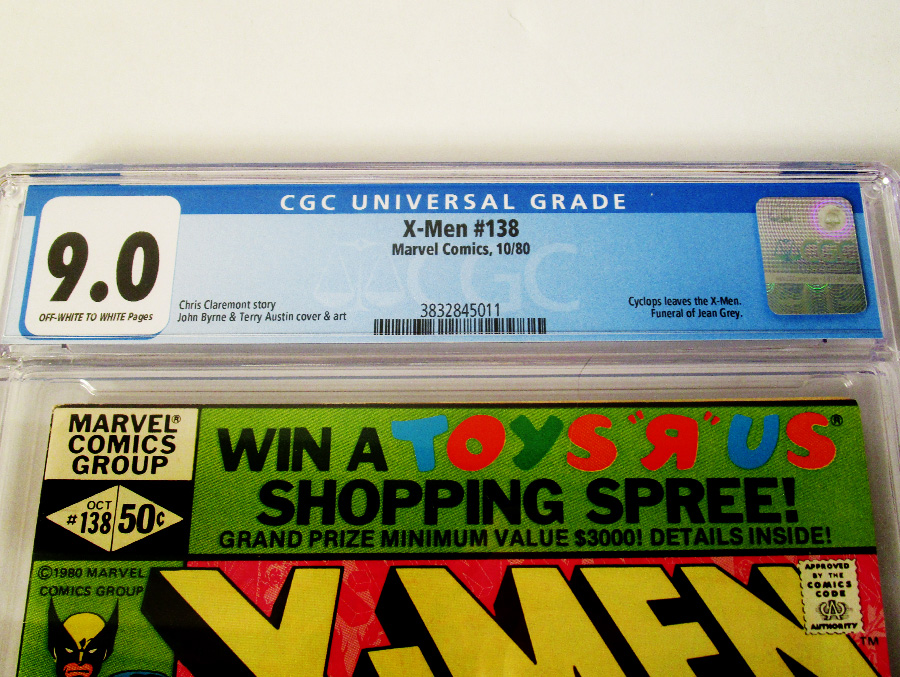 CGC UNIVERSAL GRADE
9.0
OFF-WHITE TO WHITE Pages
X-Men #138
Marvel Comics, 10/80
CGC
Chris Claremont story
John Byrne & Terry Austin cover & art
3832845011
Cyclops leaves the X-Men.
Funeral of Jean Grey.
MARVEL®
COMICS
GROUP
OCT
#138
50¢
WIN A TOYS"R"US®
SHOPPING SPREE!
GRAND PRIZE MINIMUM VALUE $3000! DETAILS INSIDE!
©1980 MARVEL
COMICS GROUP
X-MEN
TM
APPROVED
BY THE
COMICS
CODE
AUTHORITY